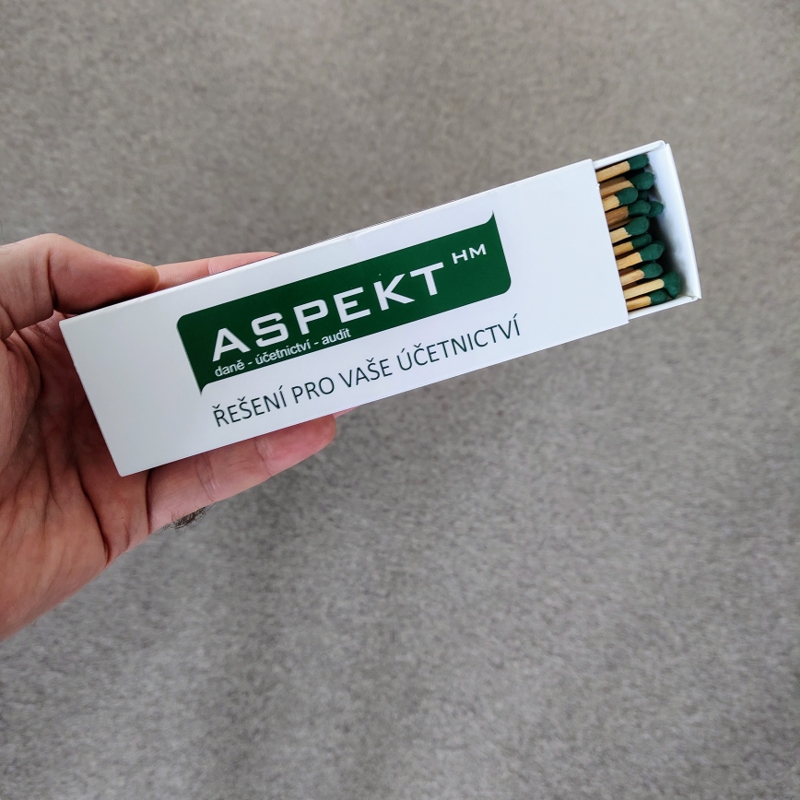 ASPEKT HM
daně - účetnictví - audit
ŘEŠENÍ PRO VAŠE ÚČETNICTVÍ